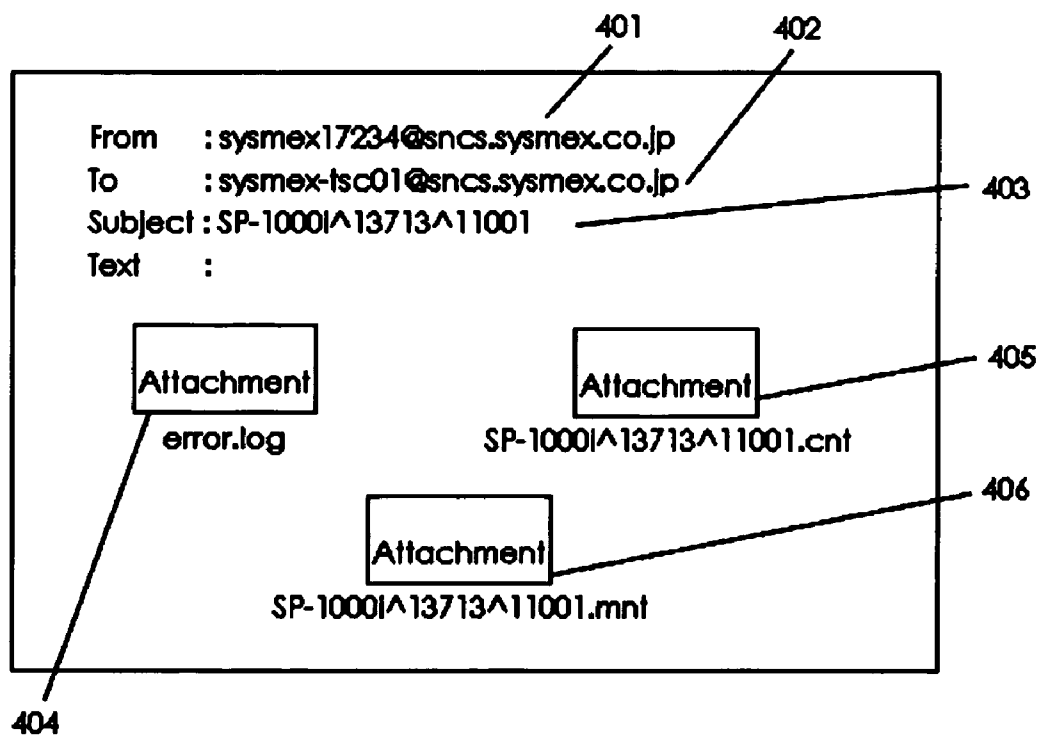 401
402
From : sysmex17234@sncs.sysmex.co.jp
To : sysmex-tsc01@sncs.sysmex.co.jp
403
Subject : SP-1000i^13713^11001
Text :
Attachment
error.log
Attachment
405
SP-1000i^13713^11001.cnt
406
Attachment
SP-1000i^13713^11001.mnt
404